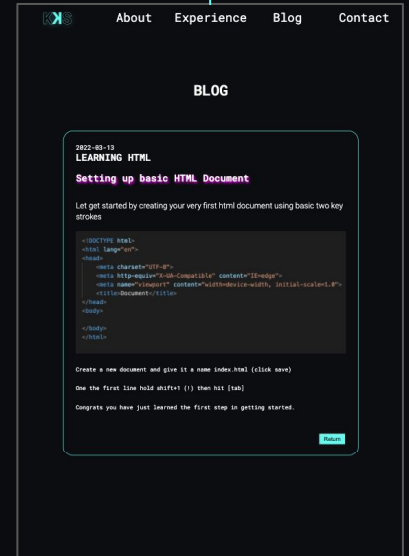 KKS
About Experience Blog Contact
BLOG
2022-03-13
LEARNING HTML
Setting up basic HTML Document
Let get started by creating your very first html document using basic two key
strokes
<!DOCTYPE html>
<html lang="en">
<head>
<meta charset="UTF-8">
<meta http-equiv="X-UA-Compatible" content="IE=edge">
<meta name="viewport" content="width=device-width, initial-scale=1.0">
<title>Document</title>
</head>
<body>
</body>
</html>
Create a new document and give it a name index.html (click save)
One the first line hold shift+1 (!) then hit [tab]
Congrats you have just learned the first step in getting started.
Return